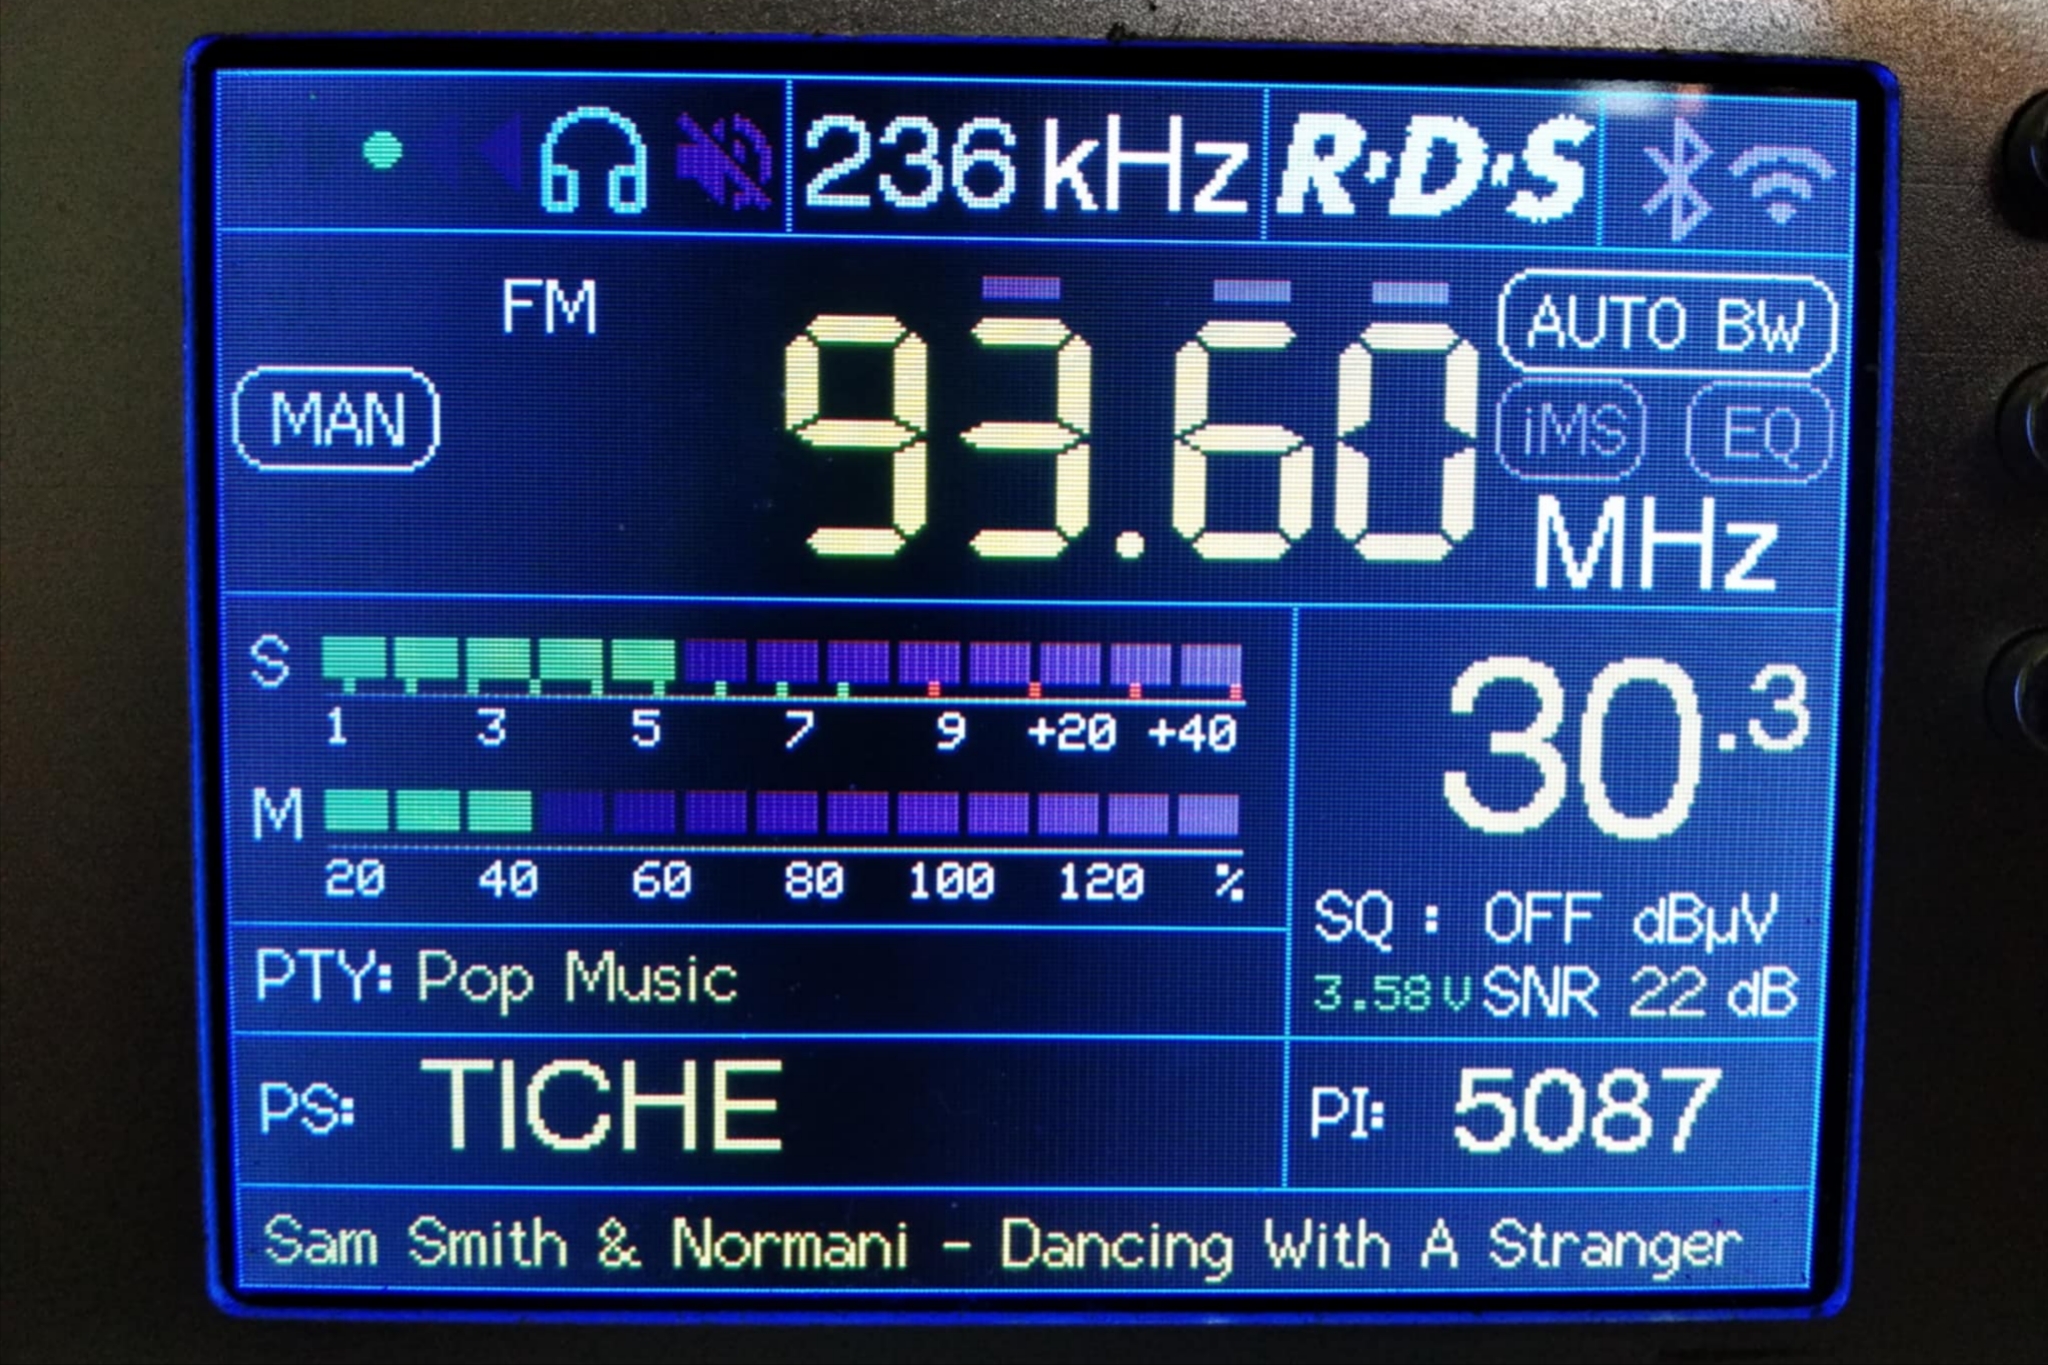 236 kHz R·D·S
FM
93.60
AUTO BW
MAN
iMS EQ
MHz
S
1 3 5 7 9 +20 +40
30.3
M
20 40 60 80 100 120 %
SQ: OFF dBµV
PTY: Pop Music
3.58V SNR 22 dB
PS: TICHE
PI: 5087
Sam Smith & Normani - Dancing With A Stranger